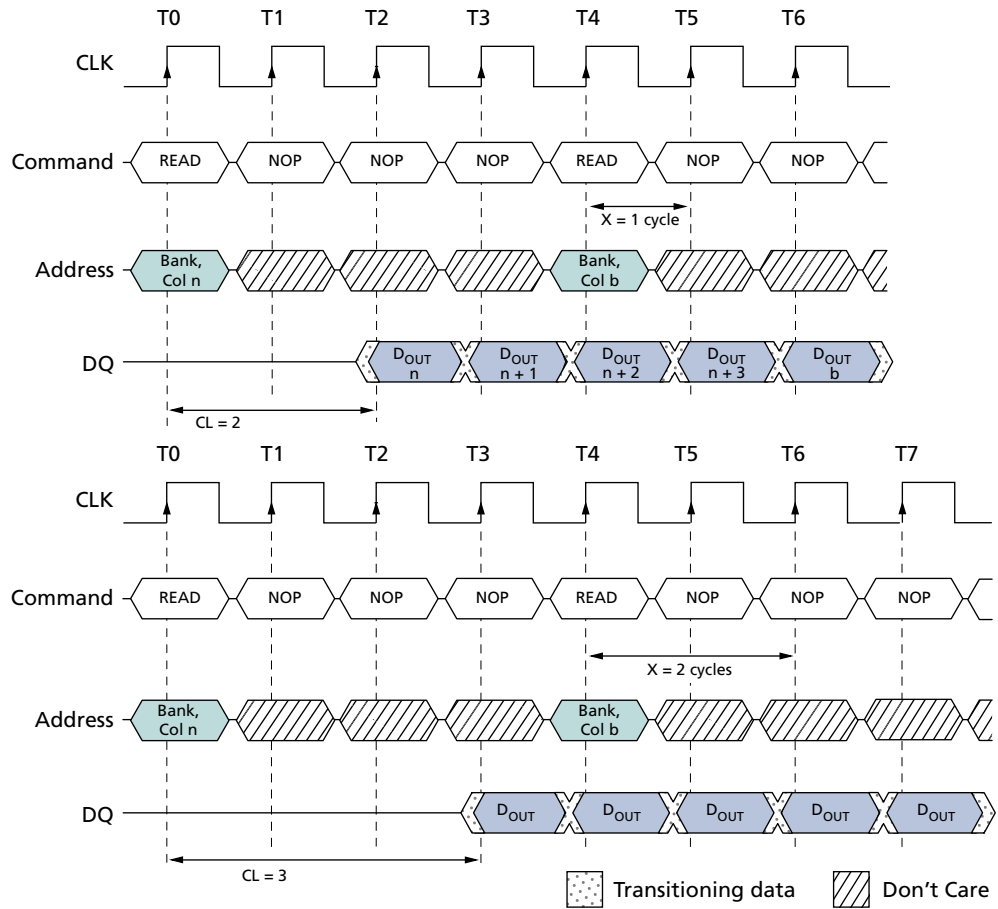 T0 T1 T2 T3 T4 T5 T6
CLK
Command READ NOP NOP NOP READ NOP NOP
X = 1 cycle
Address Bank, Col n Bank, Col b
DQ DOUT n DOUT n + 1 DOUT n + 2 DOUT n + 3 DOUT b
CL = 2
T0 T1 T2 T3 T4 T5 T6 T7
CLK
Command READ NOP NOP NOP READ NOP NOP NOP
X = 2 cycles
Address Bank, Col n Bank, Col b
DQ DOUT DOUT DOUT DOUT DOUT
CL = 3
Transitioning data Don't Care